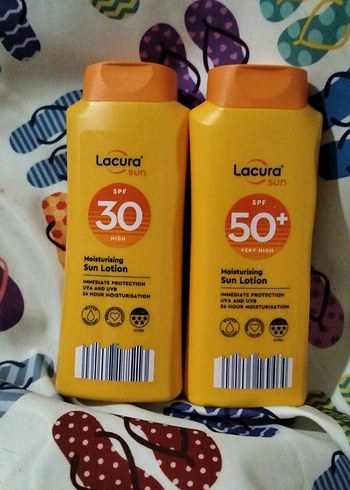 Lacura
sun
SPF
30
HIGH
Moisturising
Sun Lotion
IMMEDIATE PROTECTION
UVA AND UVB
24 HOUR MOISTURISATION
Lacura
sun
SPF
50+
VERY HIGH
Moisturising
Sun Lotion
IMMEDIATE PROTECTION
UVA AND UVB
24 HOUR MOISTURISATION